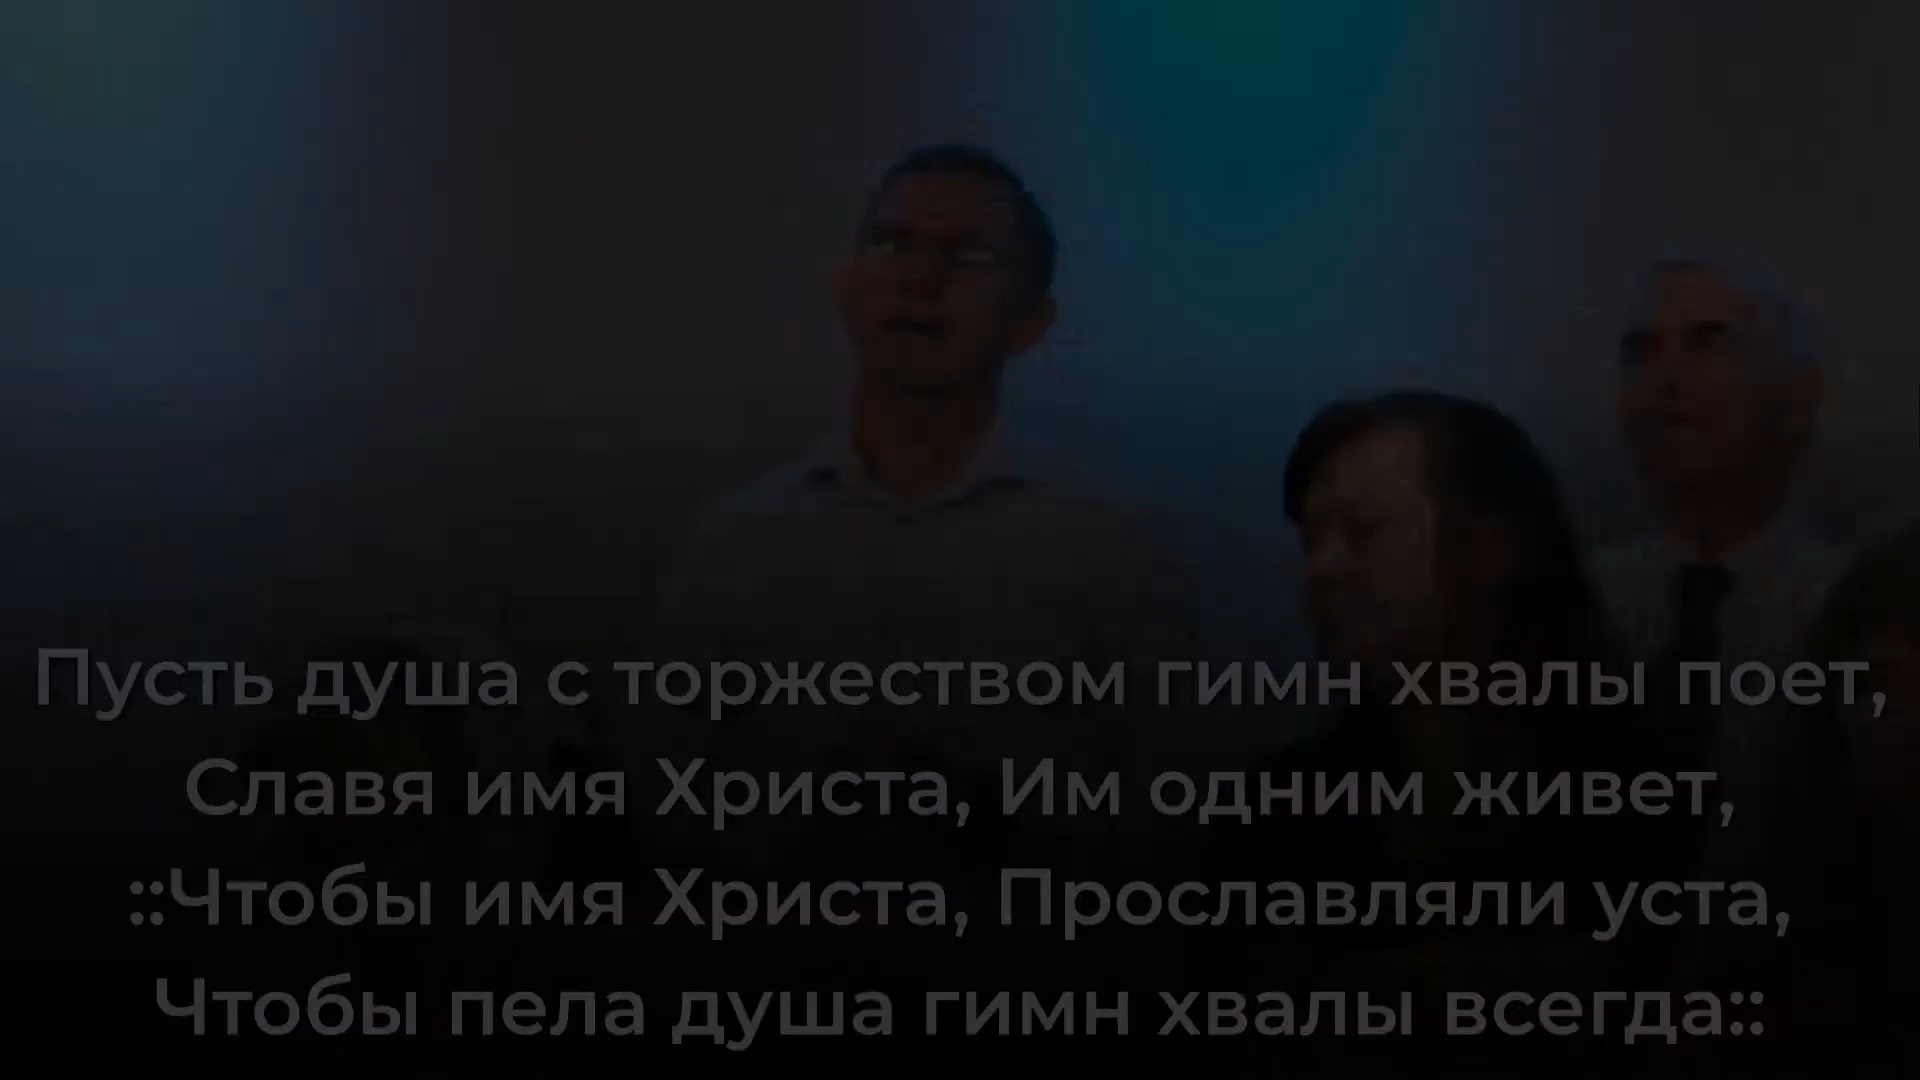 Пусть душа с торжеством гимн хвалы поет,
Славя имя Христа, Им одним живет,
::Чтобы имя Христа, Прославляли уста,
Чтобы пела душа гимн хвалы всегда::